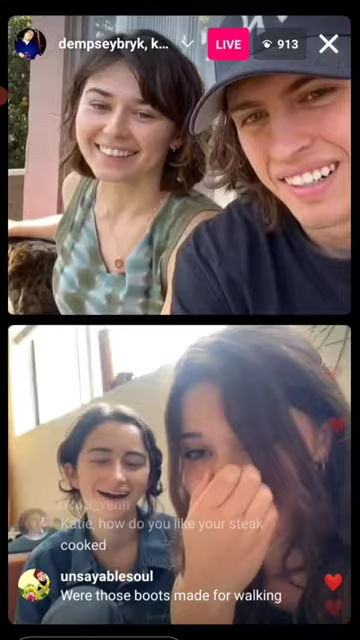 dempseybryk, k...
LIVE
913
Katie, how do you like your steak
cooked
unsayablesoul
Were those boots made for walking